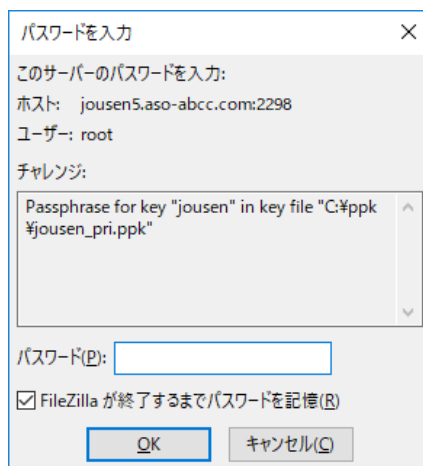 パスワードを入力
このサーバーのパスワードを入力:
ホスト: jousen5.aso-abcc.com:2298
ユーザー: root
チャレンジ:
Passphrase for key "jousen" in key file "C:¥ppk
¥jousen_pri.ppk"
パスワード(P):
FileZilla が終了するまでパスワードを記憶(R)
OK キャンセル(C)